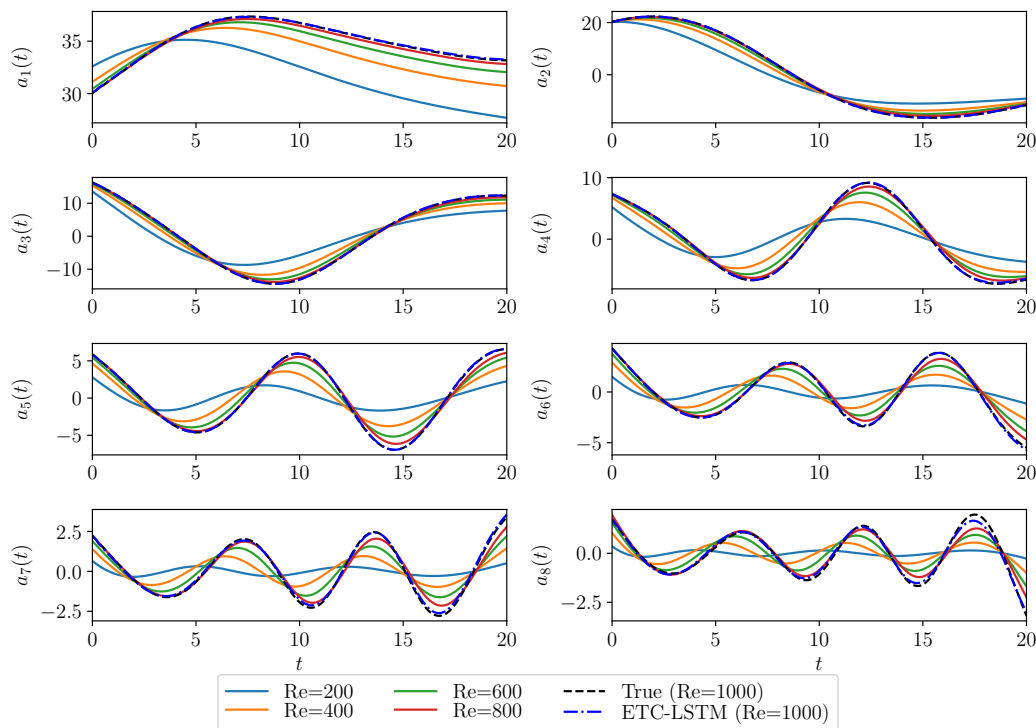 a₁(t)
35
30
0 5 10 15 20
a₂(t)
20
0
0 5 10 15 20
a₃(t)
10
0
−10
0 5 10 15 20
a₄(t)
10
0
0 5 10 15 20
a₅(t)
5
0
−5
0 5 10 15 20
a₆(t)
0
−5
0 5 10 15 20
a₇(t)
2.5
0.0
−2.5
0 5 10 15 20
t
a₈(t)
0.0
−2.5
0 5 10 15 20
t
Re=200 Re=600 True (Re=1000)
Re=400 Re=800 ETC-LSTM (Re=1000)